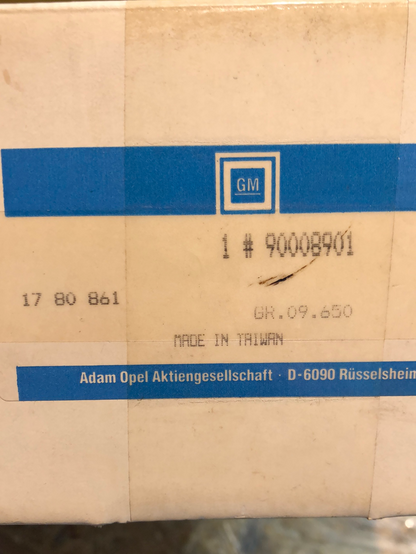 GM
1 # 90008901
17 80 861
GR.09.650
MADE IN TAIWAN
Adam Opel Aktiengesellschaft · D-6090 Rüsselsheim